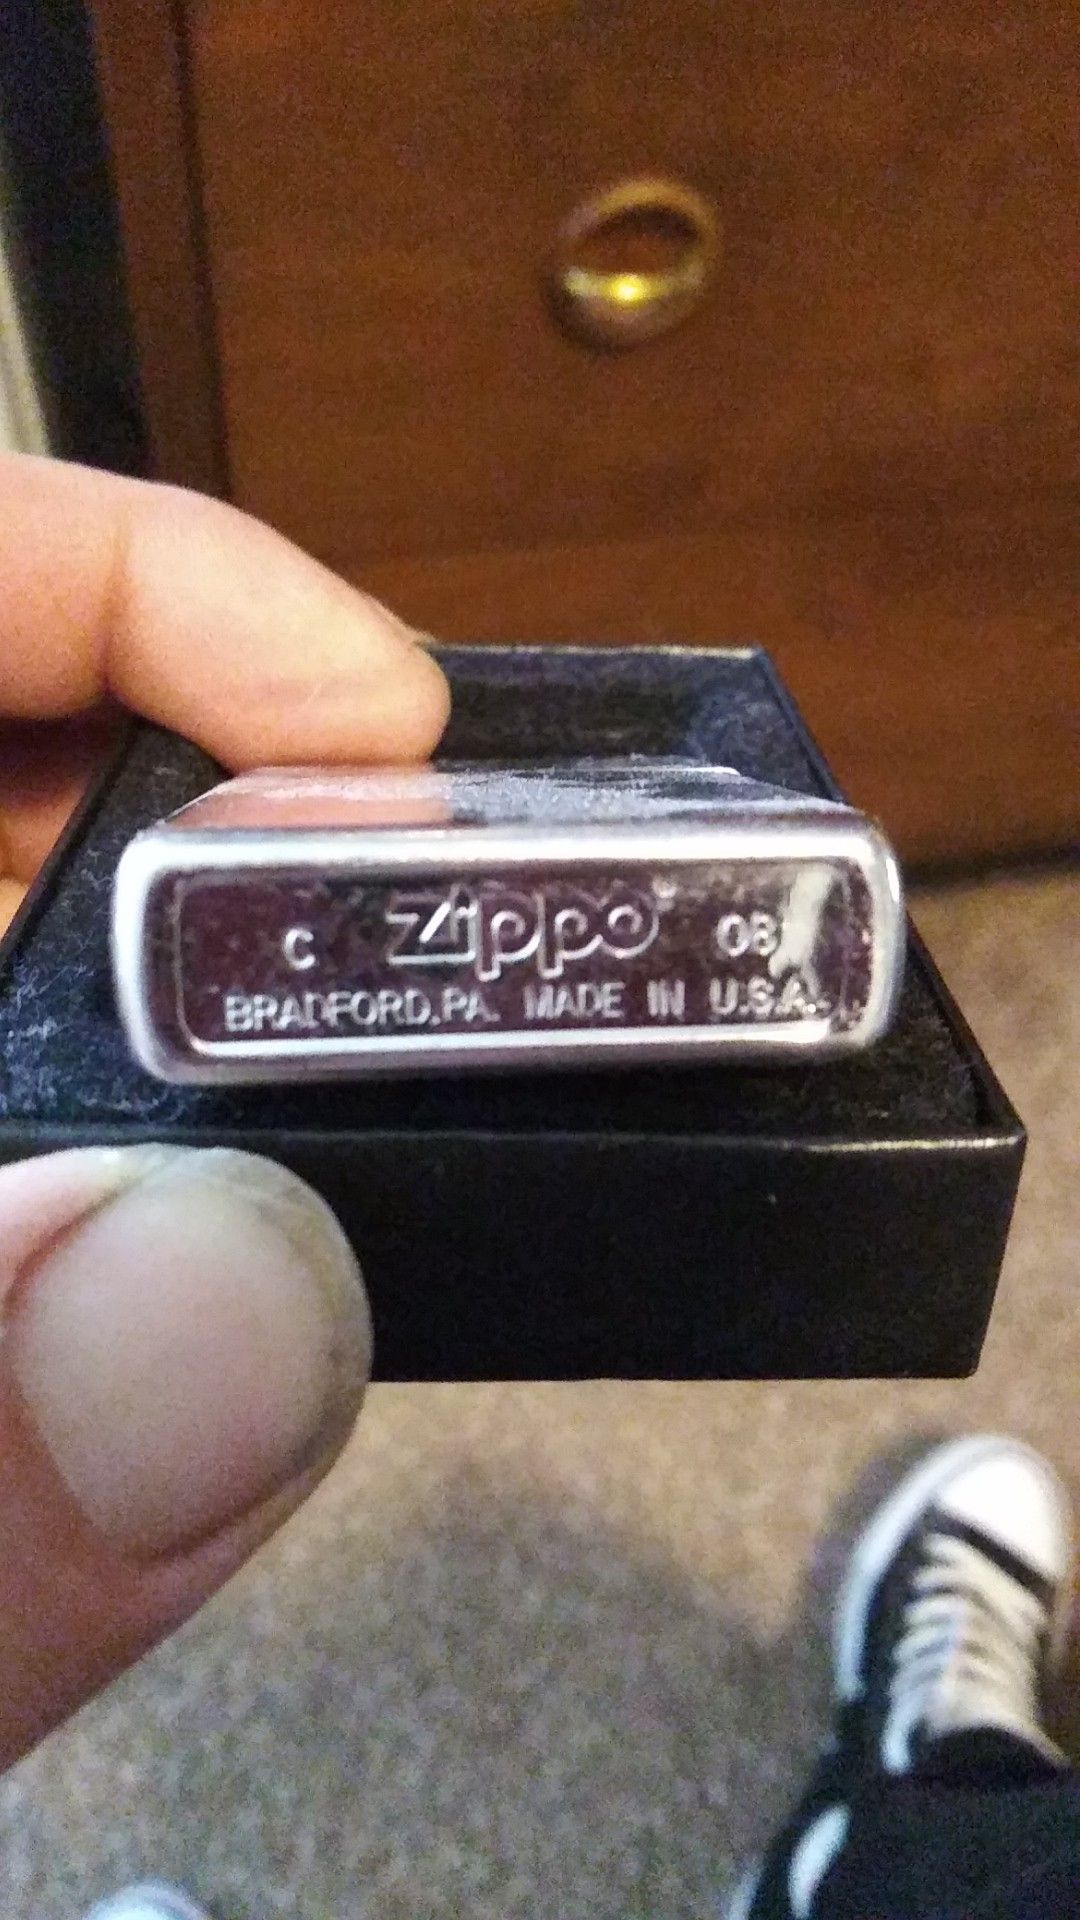 C Zippo® 08
BRADFORD, PA. MADE IN U.S.A.